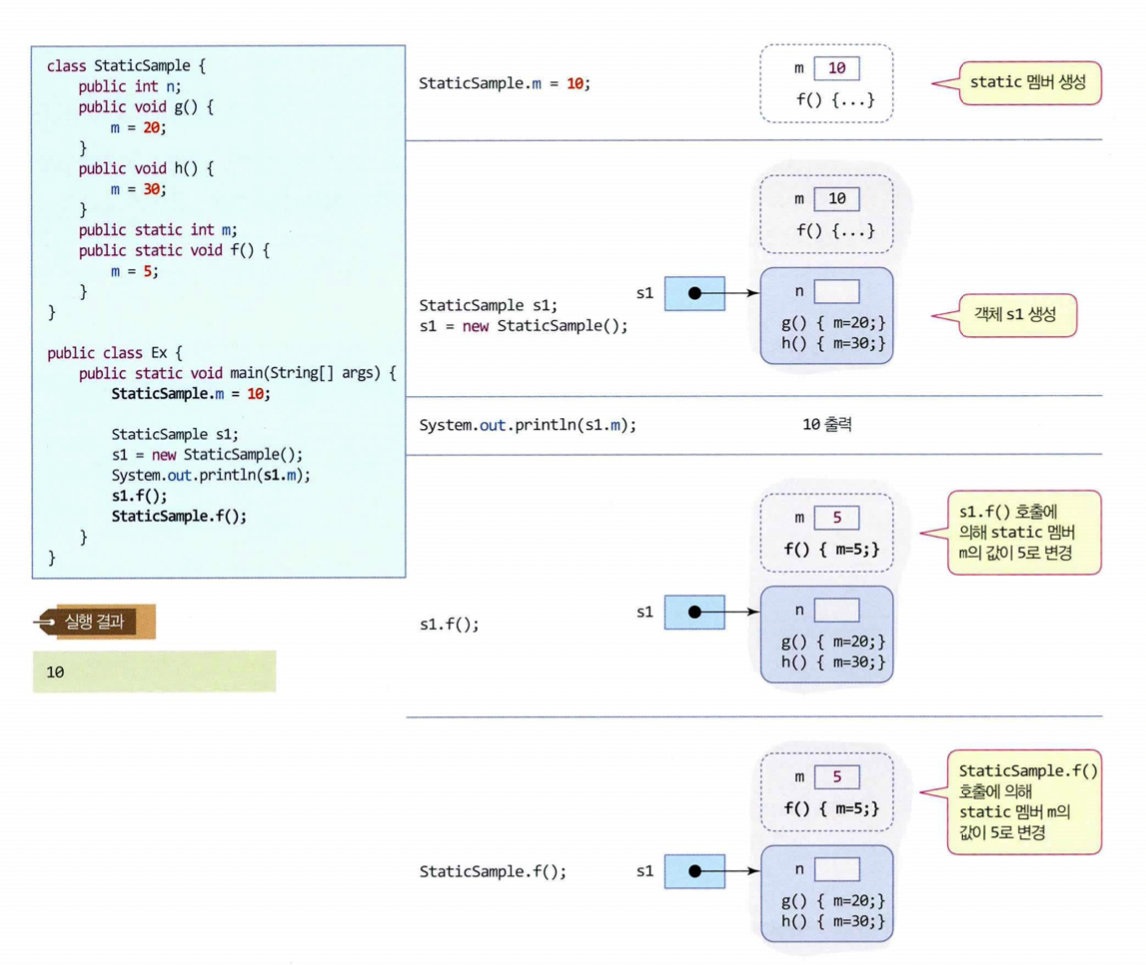 class StaticSample {
public int n;
public void g() {
m = 20;
}
public void h() {
m = 30;
}
public static int m;
public static void f() {
m = 5;
}
}
public class Ex {
public static void main(String[] args) {
StaticSample.m = 10;
StaticSample s1;
s1 = new StaticSample();
System.out.println(s1.m);
s1.f();
StaticSample.f();
}
}
실행 결과
10
StaticSample.m = 10;
m 10
f() {...}
static 멤버 생성
StaticSample s1;
s1 = new StaticSample();
m 10
f() {...}
s1
n
g() { m=20;}
h() { m=30;}
객체 s1 생성
System.out.println(s1.m);
10 출력
s1.f();
m 5
f() { m=5;}
s1
n
g() { m=20;}
h() { m=30;}
s1.f() 호출에
의해 static 멤버
m의 값이 5로 변경
StaticSample.f();
m 5
f() { m=5;}
s1
n
g() { m=20;}
h() { m=30;}
StaticSample.f()
호출에 의해
static 멤버 m의
값이 5로 변경